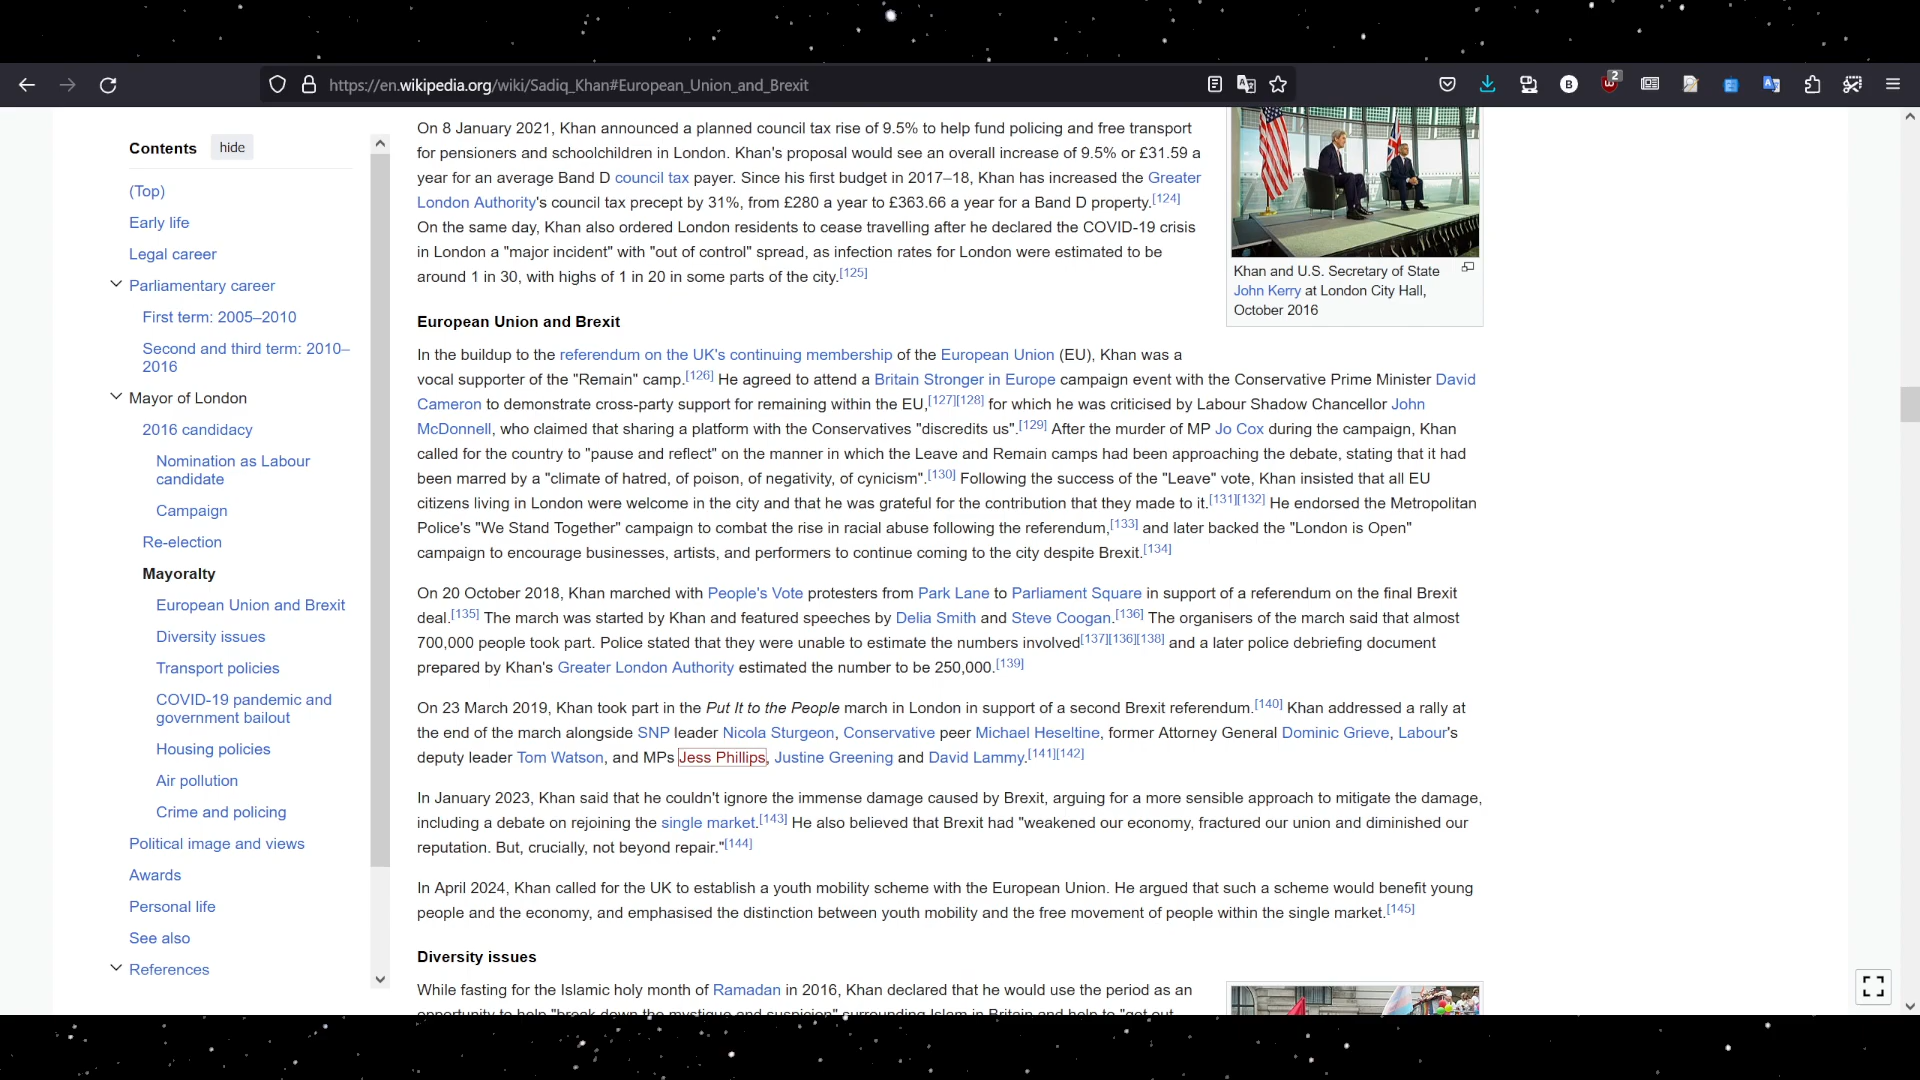 https://en.wikipedia.org/wiki/Sadiq_Khan#European_Union_and_Brexit
B
2
Contents hide
(Top)
Early life
Legal career
Parliamentary career
First term: 2005–2010
Second and third term: 2010–
2016
Mayor of London
2016 candidacy
Nomination as Labour
candidate
Campaign
Re-election
Mayoralty
European Union and Brexit
Diversity issues
Transport policies
COVID-19 pandemic and
government bailout
Housing policies
Air pollution
Crime and policing
Political image and views
Awards
Personal life
See also
References
On 8 January 2021, Khan announced a planned council tax rise of 9.5% to help fund policing and free transport
for pensioners and schoolchildren in London. Khan's proposal would see an overall increase of 9.5% or £31.59 a
year for an average Band D council tax payer. Since his first budget in 2017–18, Khan has increased the Greater
London Authority's council tax precept by 31%, from £280 a year to £363.66 a year for a Band D property.[124]
On the same day, Khan also ordered London residents to cease travelling after he declared the COVID-19 crisis
in London a "major incident" with "out of control" spread, as infection rates for London were estimated to be
around 1 in 30, with highs of 1 in 20 in some parts of the city.[125]
Khan and U.S. Secretary of State
John Kerry at London City Hall,
October 2016
European Union and Brexit
In the buildup to the referendum on the UK's continuing membership of the European Union (EU), Khan was a
vocal supporter of the "Remain" camp.[126] He agreed to attend a Britain Stronger in Europe campaign event with the Conservative Prime Minister David
Cameron to demonstrate cross-party support for remaining within the EU,[127][128] for which he was criticised by Labour Shadow Chancellor John
McDonnell, who claimed that sharing a platform with the Conservatives "discredits us".[129] After the murder of MP Jo Cox during the campaign, Khan
called for the country to "pause and reflect" on the manner in which the Leave and Remain camps had been approaching the debate, stating that it had
been marred by a "climate of hatred, of poison, of negativity, of cynicism".[130] Following the success of the "Leave" vote, Khan insisted that all EU
citizens living in London were welcome in the city and that he was grateful for the contribution that they made to it.[131][132] He endorsed the Metropolitan
Police's "We Stand Together" campaign to combat the rise in racial abuse following the referendum,[133] and later backed the "London is Open"
campaign to encourage businesses, artists, and performers to continue coming to the city despite Brexit.[134]
On 20 October 2018, Khan marched with People's Vote protesters from Park Lane to Parliament Square in support of a referendum on the final Brexit
deal.[135] The march was started by Khan and featured speeches by Delia Smith and Steve Coogan.[136] The organisers of the march said that almost
700,000 people took part. Police stated that they were unable to estimate the numbers involved[137][136][138] and a later police debriefing document
prepared by Khan's Greater London Authority estimated the number to be 250,000.[139]
On 23 March 2019, Khan took part in the Put It to the People march in London in support of a second Brexit referendum.[140] Khan addressed a rally at
the end of the march alongside SNP leader Nicola Sturgeon, Conservative peer Michael Heseltine, former Attorney General Dominic Grieve, Labour's
deputy leader Tom Watson, and MPs Jess Phillips, Justine Greening and David Lammy.[141][142]
In January 2023, Khan said that he couldn't ignore the immense damage caused by Brexit, arguing for a more sensible approach to mitigate the damage,
including a debate on rejoining the single market.[143] He also believed that Brexit had "weakened our economy, fractured our union and diminished our
reputation. But, crucially, not beyond repair."[144]
In April 2024, Khan called for the UK to establish a youth mobility scheme with the European Union. He argued that such a scheme would benefit young
people and the economy, and emphasised the distinction between youth mobility and the free movement of people within the single market.[145]
Diversity issues
While fasting for the Islamic holy month of Ramadan in 2016, Khan declared that he would use the period as an
opportunity to help "break down the mystique and suspicion" surrounding Islam in Britain and help to "get out